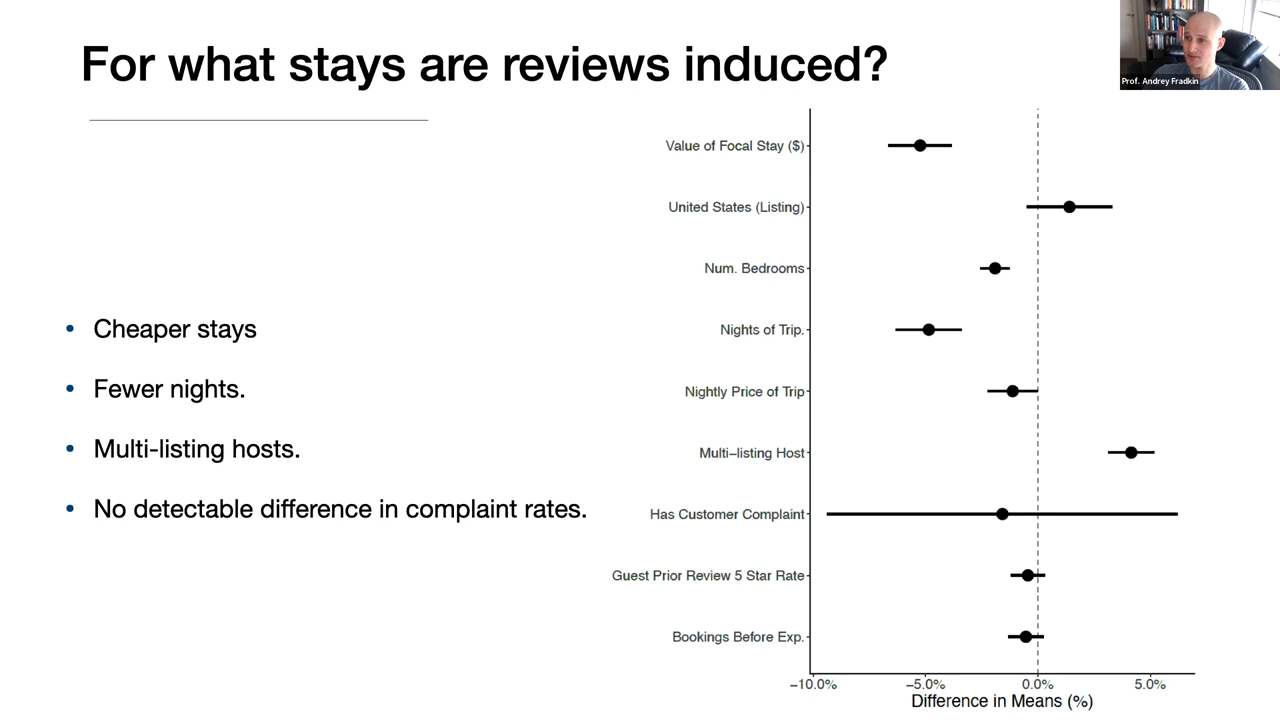 For what stays are reviews induced?
Prof. Andrey Fradkin
• Cheaper stays
• Fewer nights.
• Multi-listing hosts.
• No detectable difference in complaint rates.
Value of Focal Stay ($)
United States (Listing)
Num. Bedrooms
Nights of Trip.
Nightly Price of Trip
Multi−listing Host
Has Customer Complaint
Guest Prior Review 5 Star Rate
Bookings Before Exp.
−10.0% −5.0% 0.0% 5.0%
Difference in Means (%)